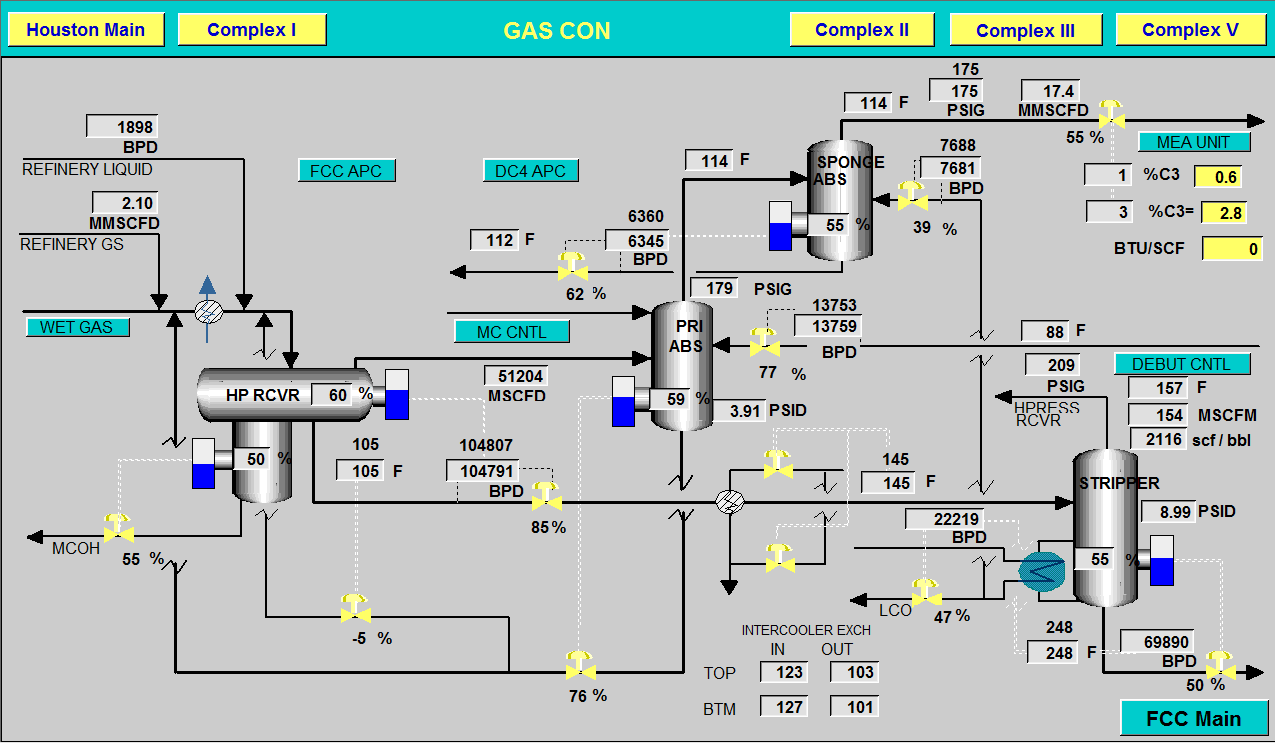 Houston Main
Complex I
GAS CON
Complex II
Complex III
Complex V
175
114 F
175
PSIG
17.4
MMSCFD
55 %
MEA UNIT
1 %C3 0.6
3 %C3= 2.8
BTU/SCF 0
1898
BPD
REFINERY LIQUID
2.10
MMSCFD
REFINERY GS
WET GAS
FCC APC
DC4 APC
114 F
SPONGE
ABS
55 %
7688
7681
BPD
39 %
6360
6345
BPD
112 F
62 %
179 PSIG
MC CNTL
PRI
ABS
59 %
13753
13759
BPD
77 %
3.91 PSID
88 F
209
PSIG
HPRESS
RCVR
DEBUT CNTL
157 F
154 MSCFM
2116 scf / bbl
HP RCVR 60 %
50 %
51204
MSCFD
105
105 F
104807
104791
BPD
85 %
145
145 F
STRIPPER
8.99 PSID
55 %
22219
BPD
MCOH
55 %
-5 %
76 %
LCO
47 %
INTERCOOLER EXCH
IN OUT
TOP 123 103
BTM 127 101
248
248 F
69890
BPD
50 %
FCC Main